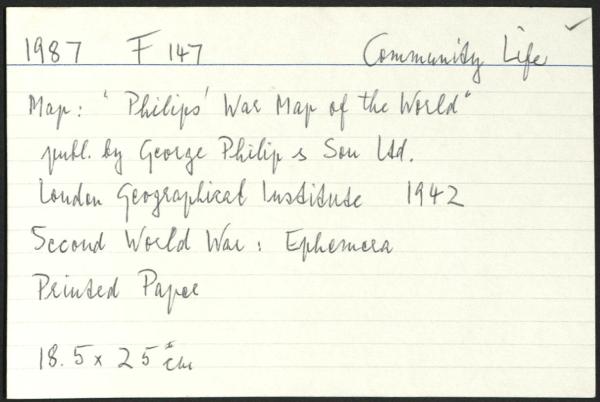 1987 F 147 Community Life
Map: "Philips' War Map of the World"
publ. by George Philip & Son Ltd.
London Geographical Institute 1942
Second World War: Ephemera
Printed Paper
18.5 x 25 cm